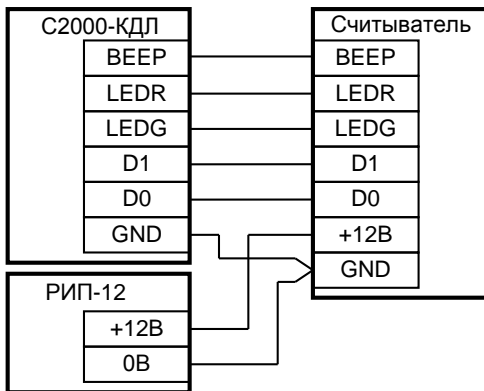 С2000-КДЛ
BEEP
LEDR
LEDG
D1
D0
GND
РИП-12
+12В
0В
Считыватель
BEEP
LEDR
LEDG
D1
D0
+12В
GND